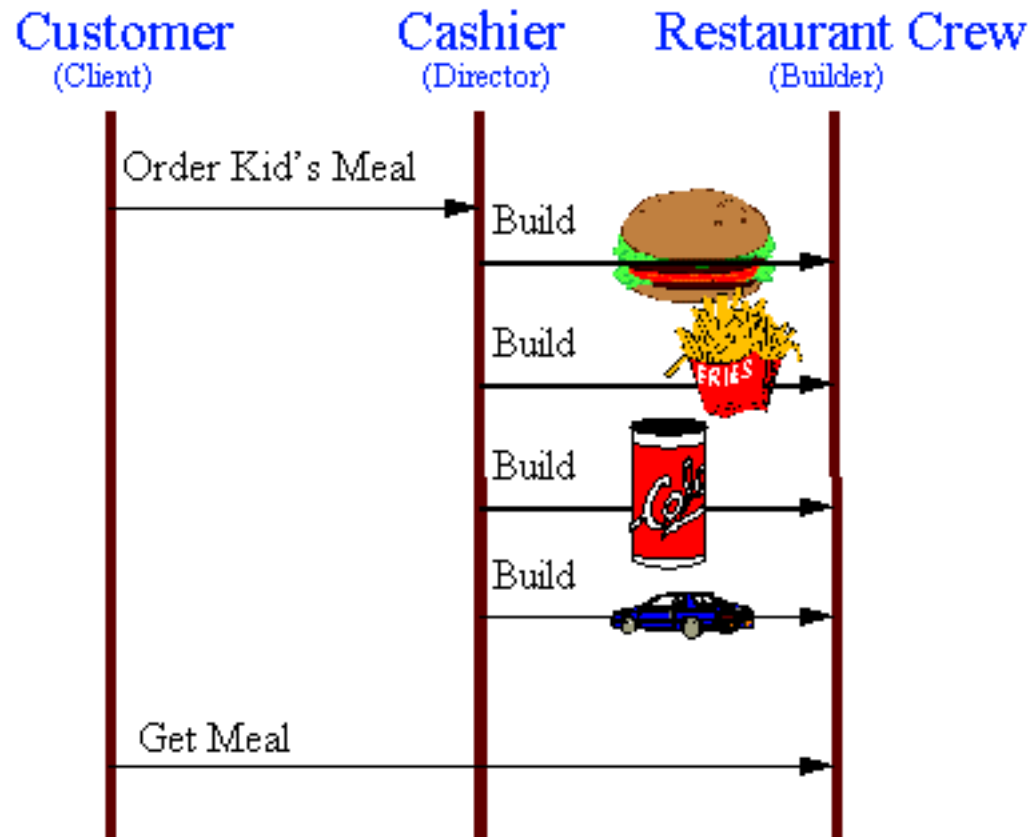 Customer
(Client)
Cashier
(Director)
Restaurant Crew
(Builder)
Order Kid's Meal
Build
Build
FRIES
Build
Build
Get Meal